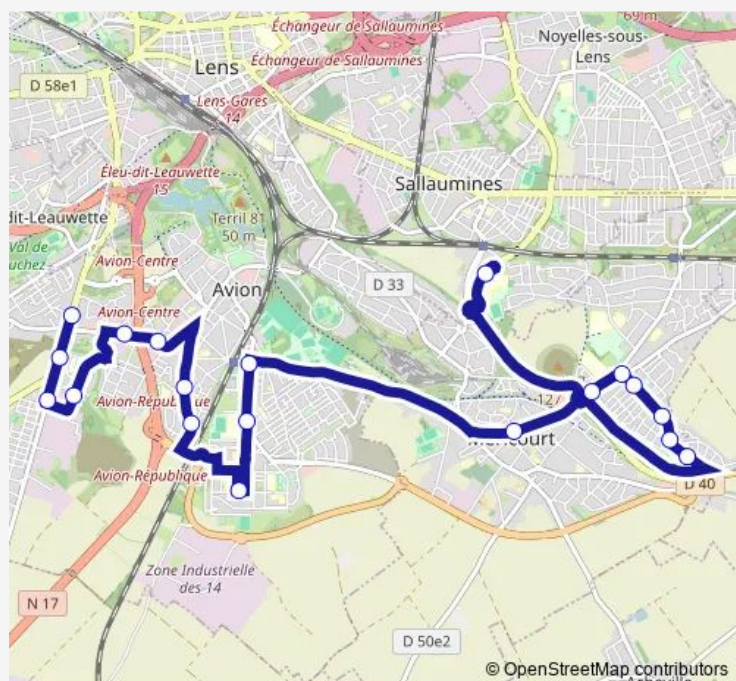 Échangeur de Sallaumines
69 m
Noyelles-sous-
Lens
Échangeur de Sallaumines
Lens
D 58e1
Lens-Gares
14
Éleu-dit-Leauwette
15
Sallaumines
dit-Leauwette
Terril 81
50 m
Val de
Avion-Centre
Avion
D 33
Avion-Centre
Avion-République
Avion-République
D 40
Zone Industrielle
des 14
N 17
D 50e2
© OpenStreetMap contributors